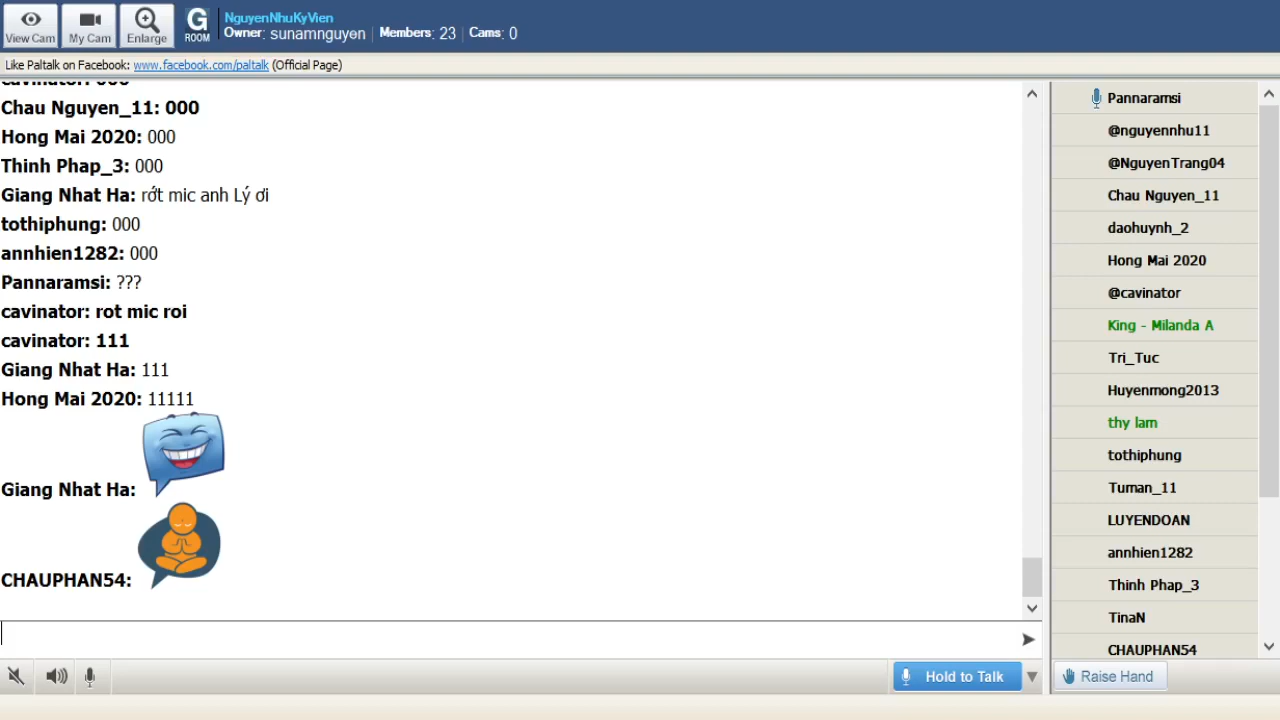 View Cam
My Cam
Enlarge
G
ROOM
NguyenNhuKyVien
Owner: sunamnguyen | Members: 23 | Cams: 0
Like Paltalk on Facebook: www.facebook.com/paltalk (Official Page)
cavinator: 000
Chau Nguyen_11: 000
Hong Mai 2020: 000
Thinh Phap_3: 000
Giang Nhat Ha: rớt mic anh Lý ơi
tothiphung: 000
annhien1282: 000
Pannaramsi: ???
cavinator: rot mic roi
cavinator: 111
Giang Nhat Ha: 111
Hong Mai 2020: 11111
Giang Nhat Ha:
CHAUPHAN54:
Hold to Talk
Pannaramsi
@nguyennhu11
@NguyenTrang04
Chau Nguyen_11
daohuynh_2
Hong Mai 2020
@cavinator
King - Milanda A
Tri_Tuc
Huyenmong2013
thy lam
tothiphung
Tuman_11
LUYENDOAN
annhien1282
Thinh Phap_3
TinaN
CHAUPHAN54
Raise Hand